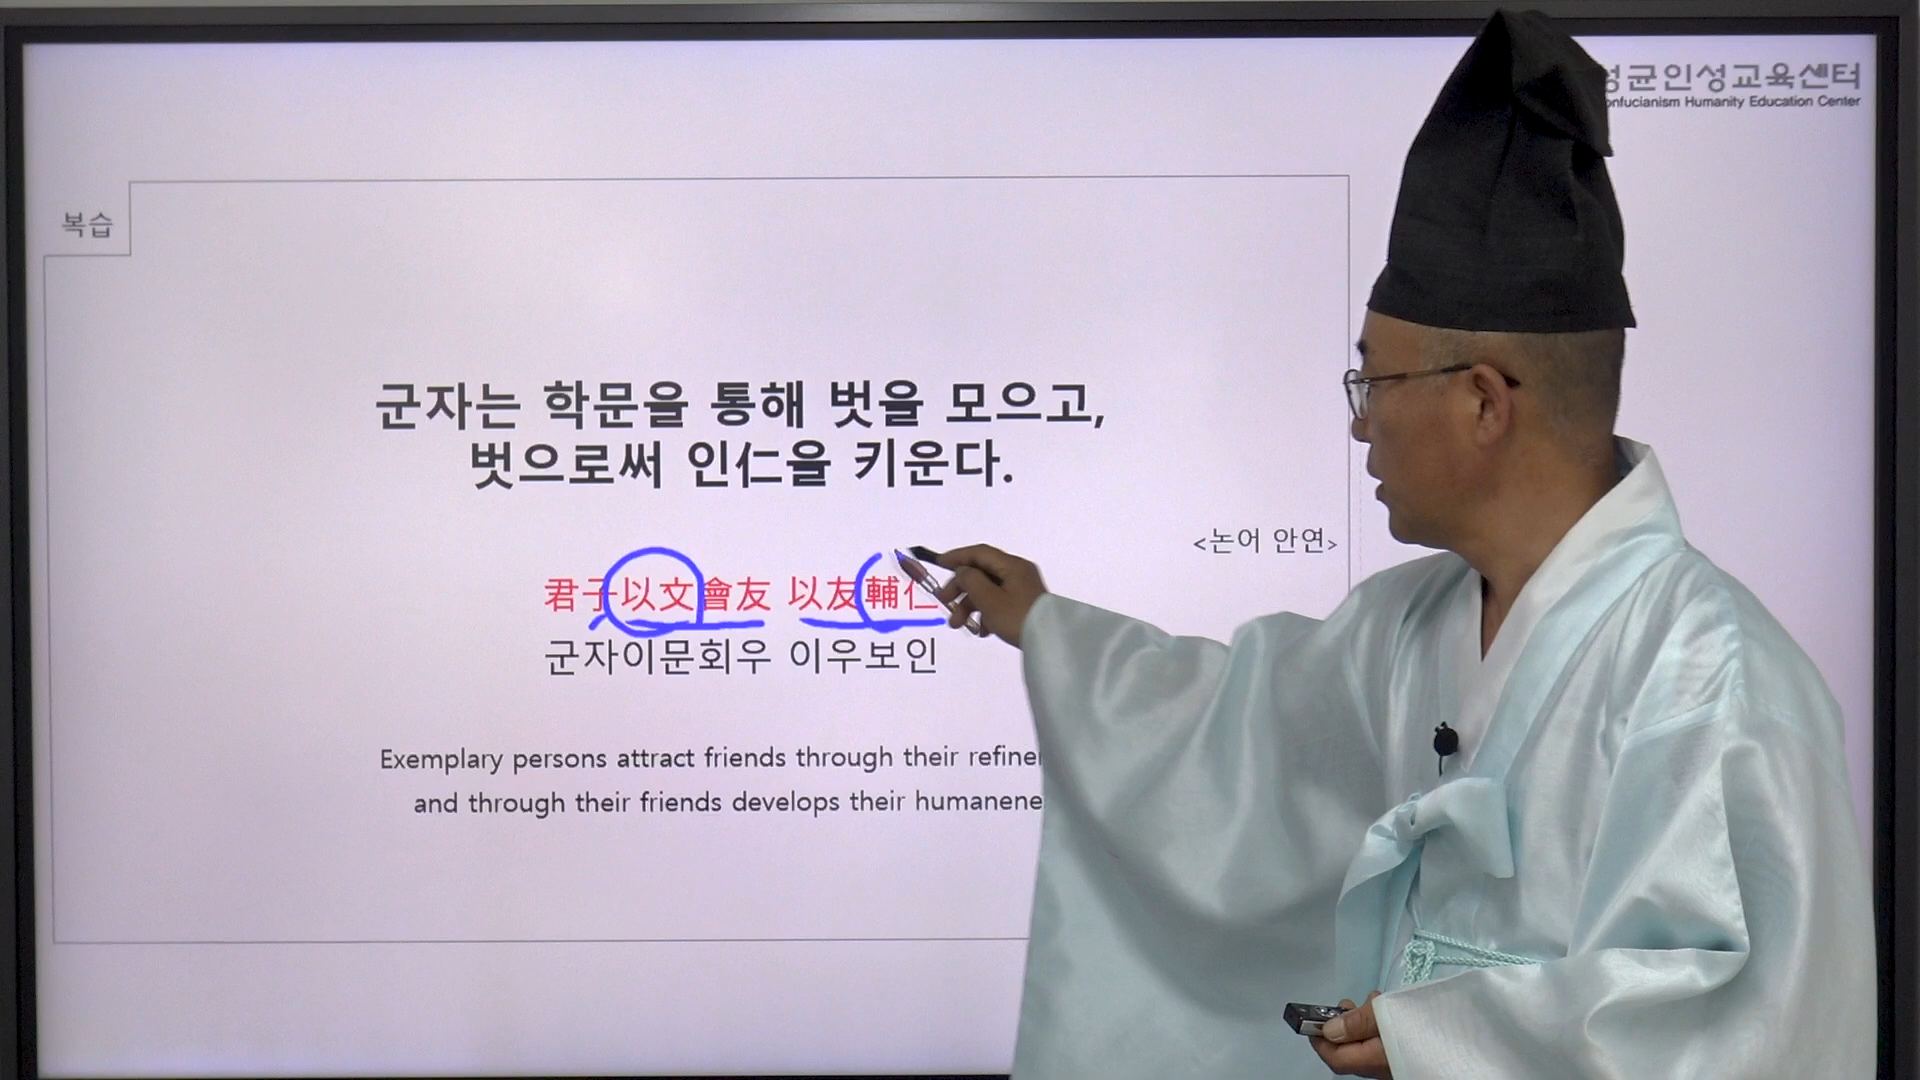 성균인성교육센터
Confucianism Humanity Education Center
복습
군자는 학문을 통해 벗을 모으고,
벗으로써 인仁을 키운다.
<논어 안연>
君子以文會友 以友輔仁
군자이문회우 이우보인
Exemplary persons attract friends through their
and through their friends develops their